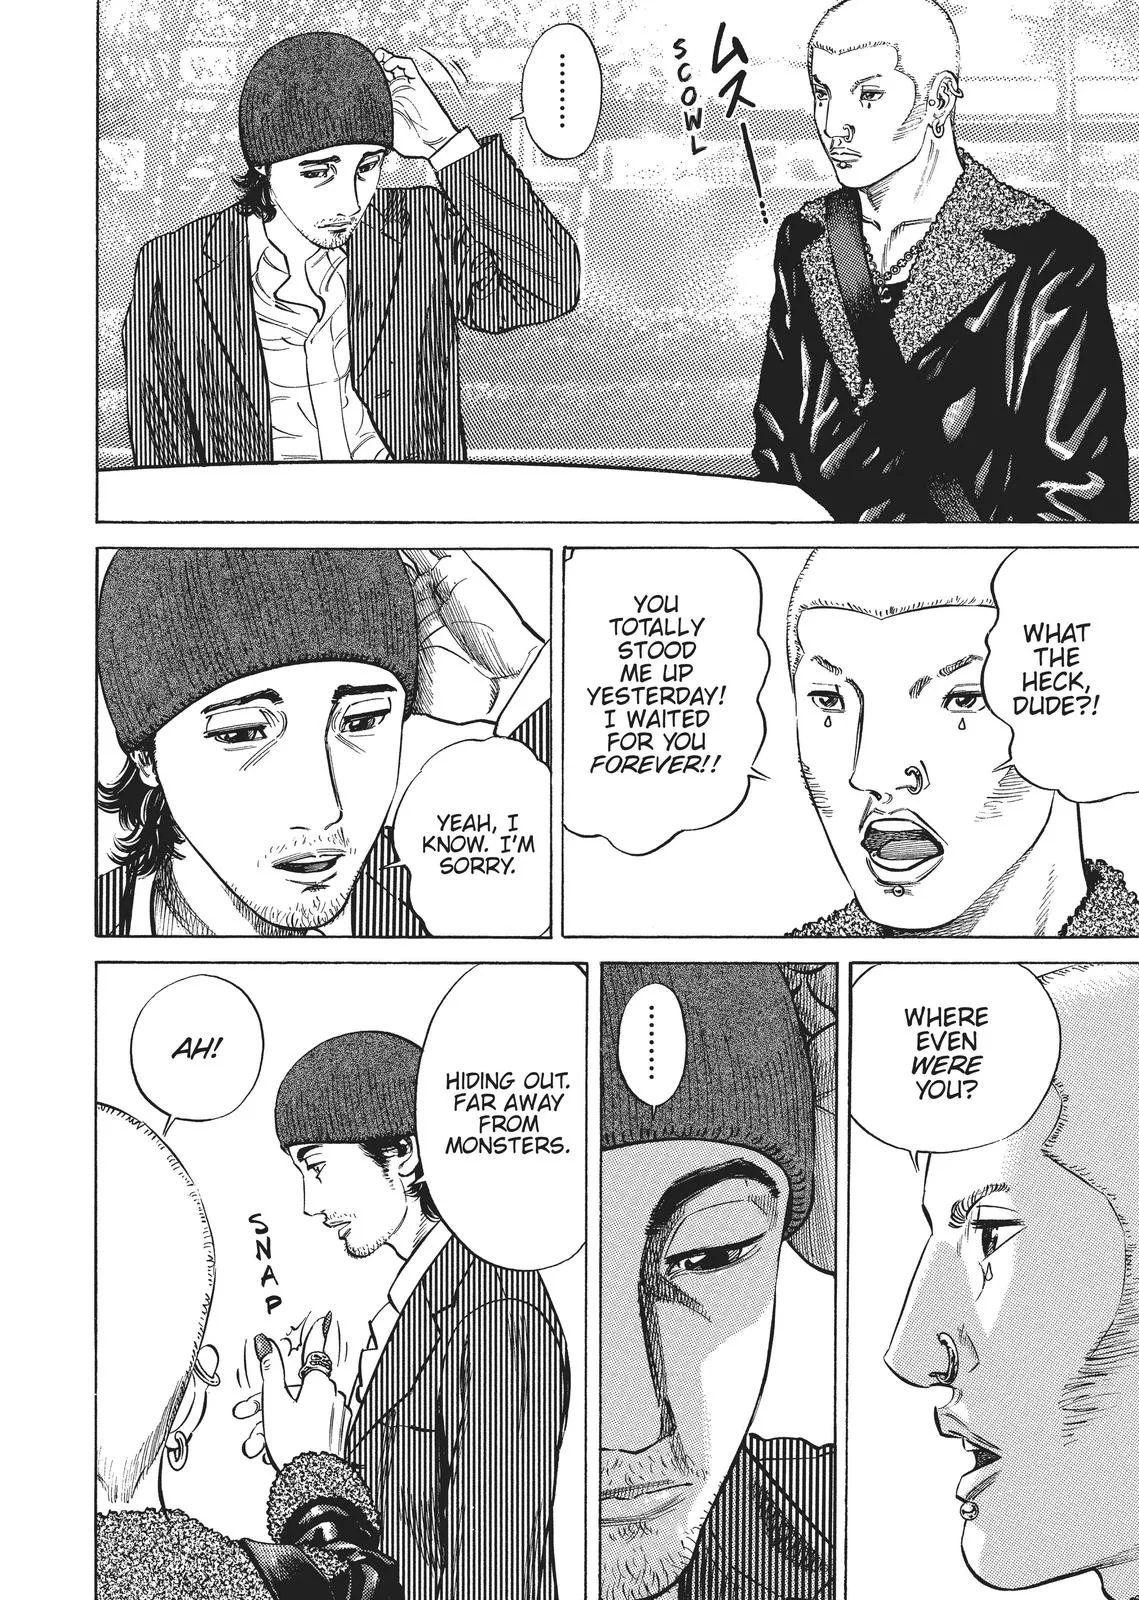 ムスー…
SCOWL
………
WHAT
THE
HECK,
DUDE?!
YOU
TOTALLY
STOOD
ME UP
YESTERDAY!
I WAITED
FOR YOU
FOREVER!!
YEAH, I
KNOW. I'M
SORRY.
WHERE
EVEN
WERE
YOU?
………
HIDING OUT.
FAR AWAY
FROM
MONSTERS.
SNAP
AH!